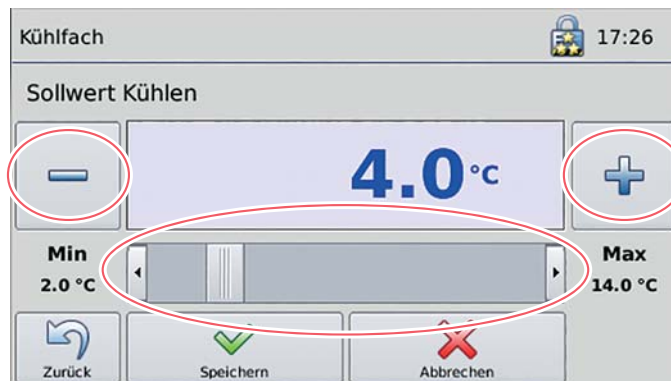 Kühlfach
17:26
Sollwert Kühlen
4.0 °C
Min
2.0 °C
Max
14.0 °C
Zurück
Speichern
Abbrechen